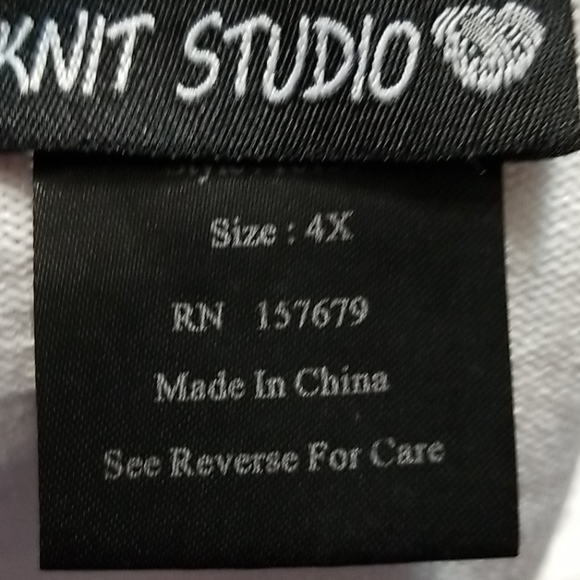 KNIT STUDIO
Size : 4X
RN 157679
Made In China
See Reverse For Care